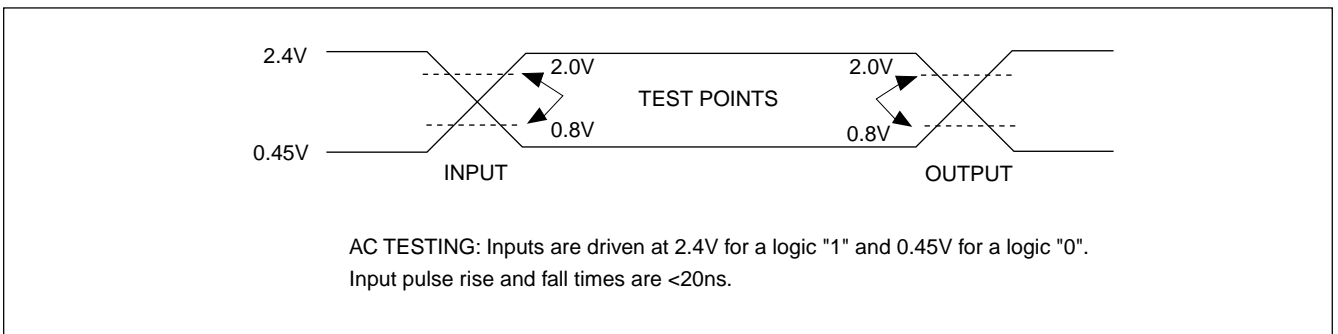 2.4V
2.0V
2.0V
TEST POINTS
0.8V
0.8V
0.45V
INPUT
OUTPUT
AC TESTING: Inputs are driven at 2.4V for a logic "1" and 0.45V for a logic "0".
Input pulse rise and fall times are <20ns.